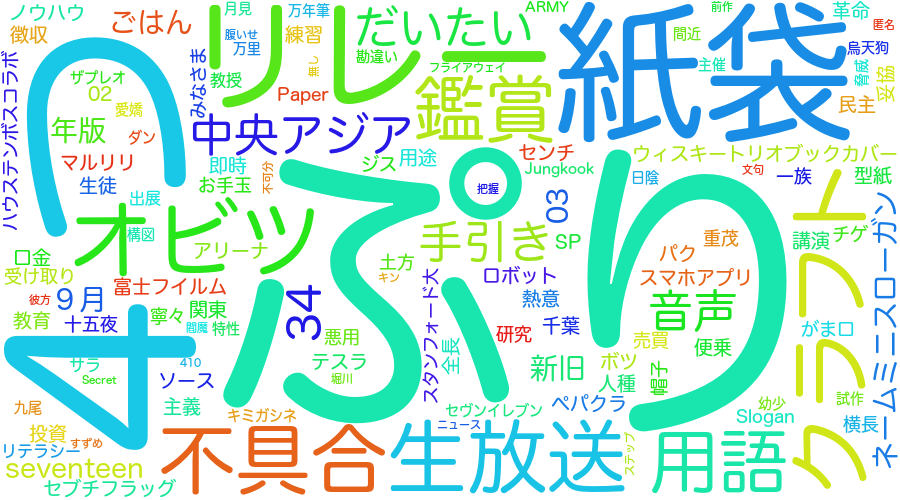 ノウハウ
徴収
ごはん
月見
腹いせ
万里
万年筆
練習
教授
みなさま
リレー
だいたい
勘違い
無し
フライアウェイ
ARMY
紙袋
前作
間近
主催
革命
匿名
烏天狗
脅威
妥協
民主
ザプレオ
02
愛嬌
ダン
年版
Paper
中央アジア
鑑賞
ハウステンボスコラボ
マルリリ
生徒
即時
お手玉
不可分
ジス
用途
センチ
Jungkook
把握
ウィスキートリオブックカバー
日陰
文句
一族
型紙
出展
構図
オビツ
アリーナ
ぷり
手引き
03
SP
パク
重茂
スマホアプリ
講演
チゲ
クラフト
ネームミニスローガン
口金
受け取り
9月
彼方
富士フイルム
土方
キン
ロボット
熱意
音声
がま口
教育
十五夜
寧々
関東
閻魔
特性
34
悪用
テスラ
堀川
スタンフォード大
全長
研究
千葉
新旧
ボツ
売買
便乗
帽子
人種
サラ
410
Secret
ソース
4つ
主義
キミガシネ
セヴンイレブン
ニュース
ペパクラ
幼少
試作
Slogan
横長
九尾
投資
すずめ
リテラシー
seventeen
セブチフラッグ
不具合
生放送
ステップ
用語